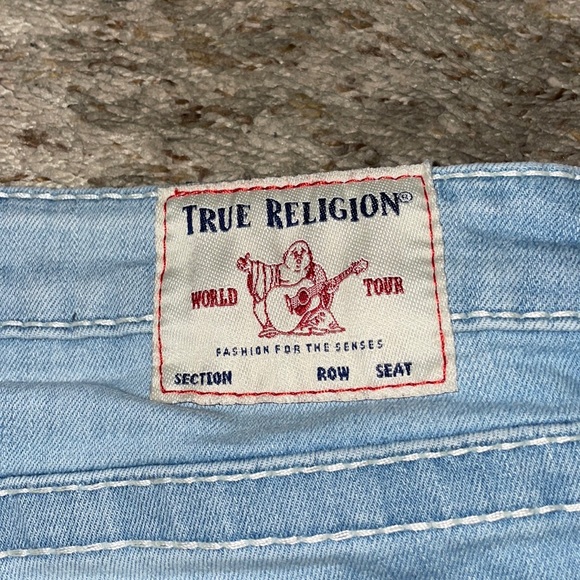 TRUE RELIGION®
WORLD TOUR
FASHION FOR THE SENSES
SECTION ROW SEAT